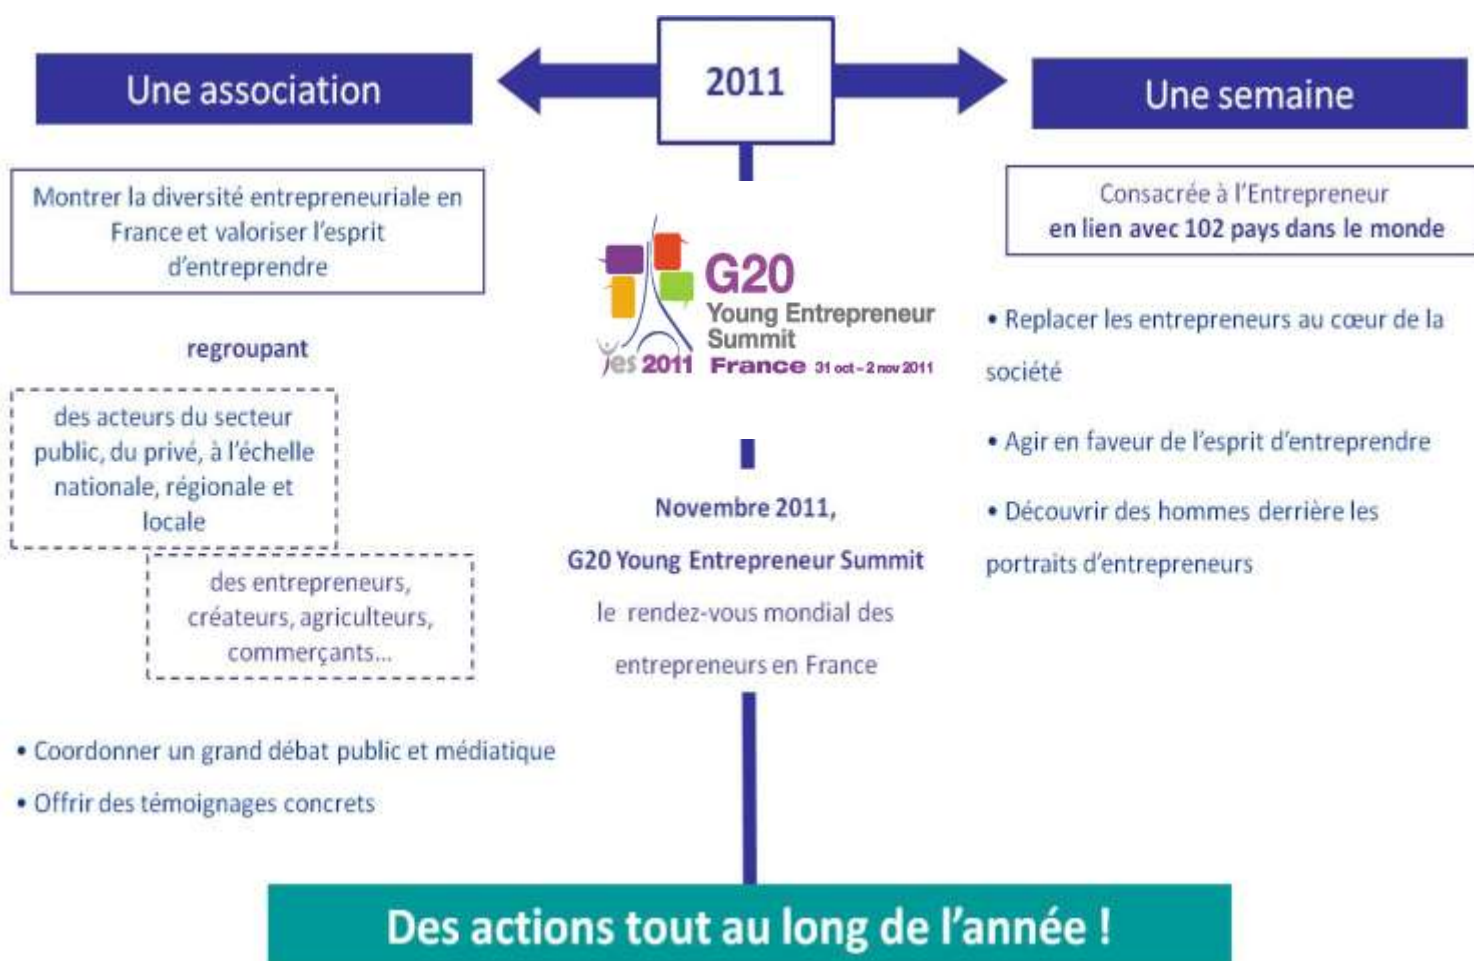 2011
Une association
Montrer la diversité entrepreneuriale en
France et valoriser l'esprit
d'entreprendre
regroupant
des acteurs du secteur
public, du privé, à l'échelle
nationale, régionale et
locale
des entrepreneurs,
créateurs, agriculteurs,
commerçants...
• Coordonner un grand débat public et médiatique
• Offrir des témoignages concrets
G20
Young Entrepreneur
Summit
yes 2011 France 31 oct – 2 nov 2011
Novembre 2011,
G20 Young Entrepreneur Summit
le rendez-vous mondial des
entrepreneurs en France
Une semaine
Consacrée à l'Entrepreneur
en lien avec 102 pays dans le monde
• Replacer les entrepreneurs au cœur de la
société
• Agir en faveur de l'esprit d'entreprendre
• Découvrir des hommes derrière les
portraits d'entrepreneurs
Des actions tout au long de l'année !